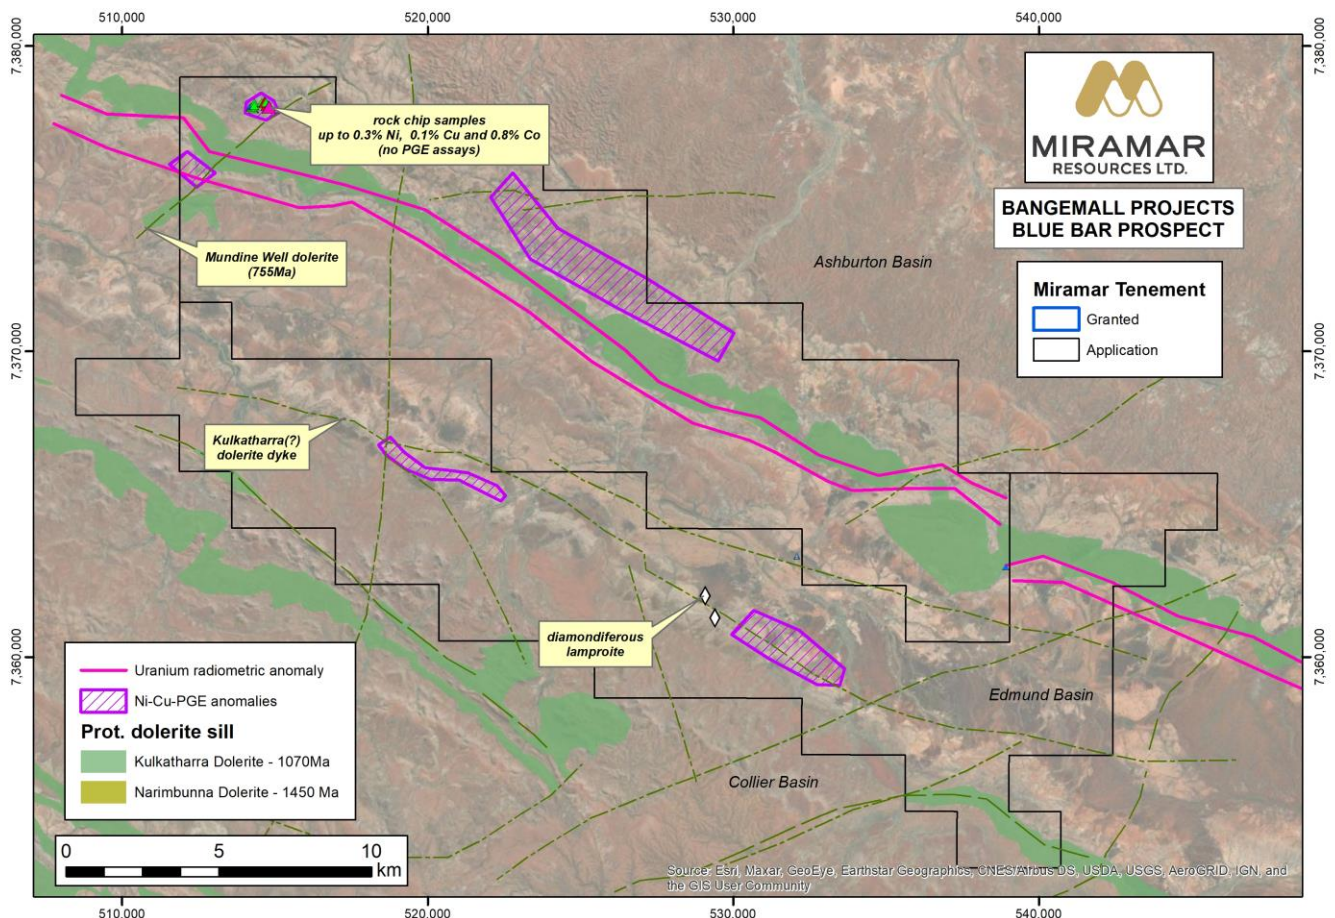 510,000
520,000
530,000
540,000
7,380,000
7,380,000
rock chip samples
up to 0.3% Ni, 0.1% Cu and 0.8% Co
(no PGE assays)
MIRAMAR
RESOURCES LTD.
BANGEMALL PROJECTS
BLUE BAR PROSPECT
Mundine Well dolerite
(755Ma)
Ashburton Basin
Miramar Tenement
Granted
Application
7,370,000
7,370,000
Kulkatharra(?)
dolerite dyke
diamondiferous
lamproite
7,360,000
7,360,000
Edmund Basin
Collier Basin
Uranium radiometric anomaly
Ni-Cu-PGE anomalies
Prot. dolerite sill
Kulkatharra Dolerite - 1070Ma
Narimbunna Dolerite - 1450 Ma
0
5
10
km
Source: Esri, Maxar, GeoEye, Earthstar Geographics, CNES/Airbus DS, USDA, USGS, AeroGRID, IGN, and
the GIS User Community
510,000
520,000
530,000
540,000